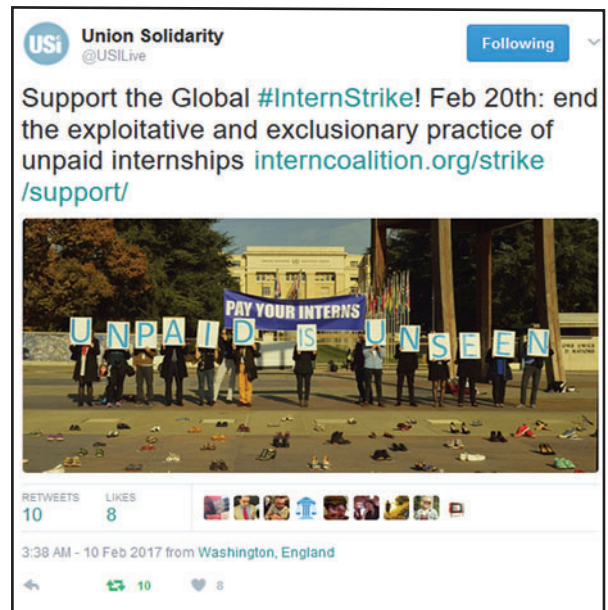 USi
Union Solidarity
@USILive
Following
Support the Global #InternStrike! Feb 20th: end
the exploitative and exclusionary practice of
unpaid internships interncoalition.org/strike
/support/
PAY YOUR INTERNS
UNPAID IS UNSEEN
RETWEETS
10
LIKES
8
3:38 AM - 10 Feb 2017 from Washington, England
10
8